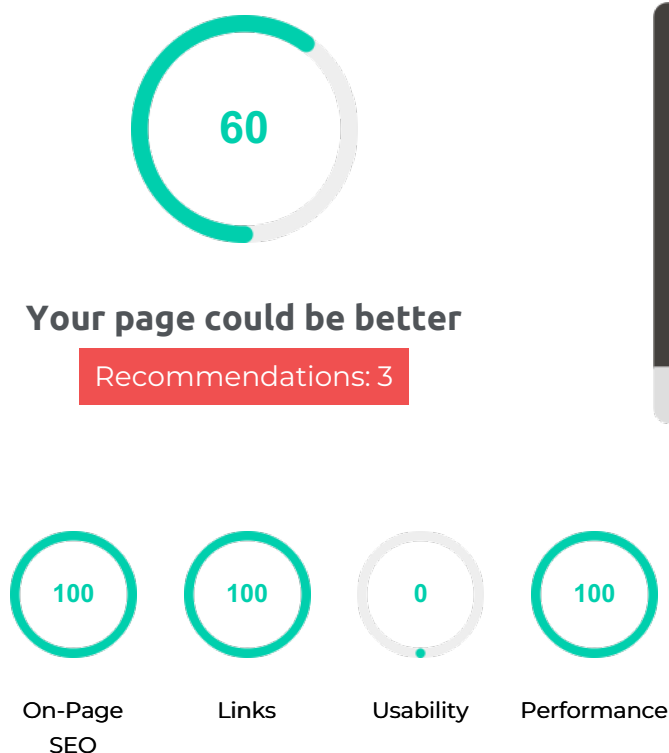 60
Your page could be better
Recommendations: 3
100
100
0
100
On-Page
SEO
Links
Usability
Performance